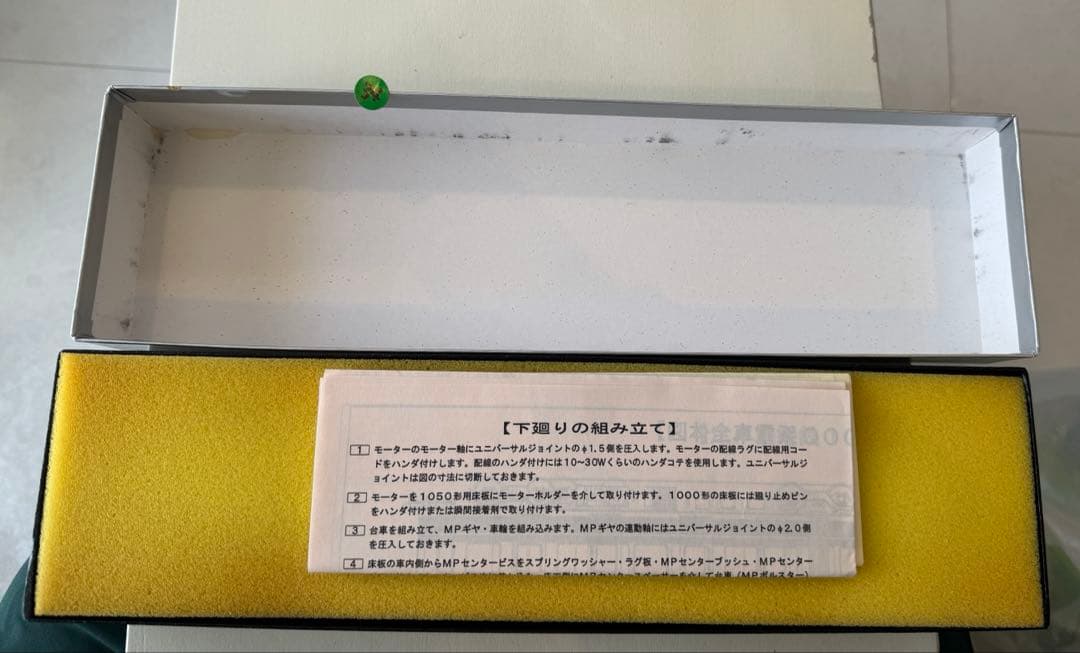 【下廻りの組み立て】
1 モーターのモーター軸にユニバーサルジョイントのφ1.5側を圧入します。モーターの配線ラグに配線用コー
ドをハンダ付けします。配線のハンダ付けには10〜30Wくらいのハンダコテを使用します。ユニバーサルジ
ョイントは図の寸法に切断しておきます。
2 モーターを1050形用床板にモーターホルダーを介して取り付けます。1000形の床板には廻り止めピン
をハンダ付けまたは瞬間接着剤で取り付けます。
3 台車を組み立て、MPギヤ・車輪を組み込みます。MPギヤの連動軸にはユニバーサルジョイントのφ2.0側
を圧入しておきます。
4 床板の車内側からMPセンタービスをスプリングワッシャー・ラグ板・MPセンターブッシュ・MPセンター